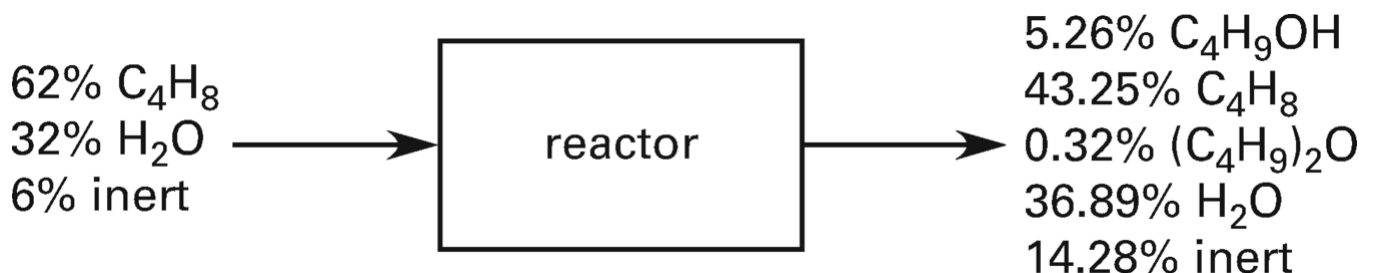 62% C₄H₈
32% H₂O
6% inert
reactor
5.26% C₄H₉OH
43.25% C₄H₈
0.32% (C₄H₉)₂O
36.89% H₂O
14.28% inert